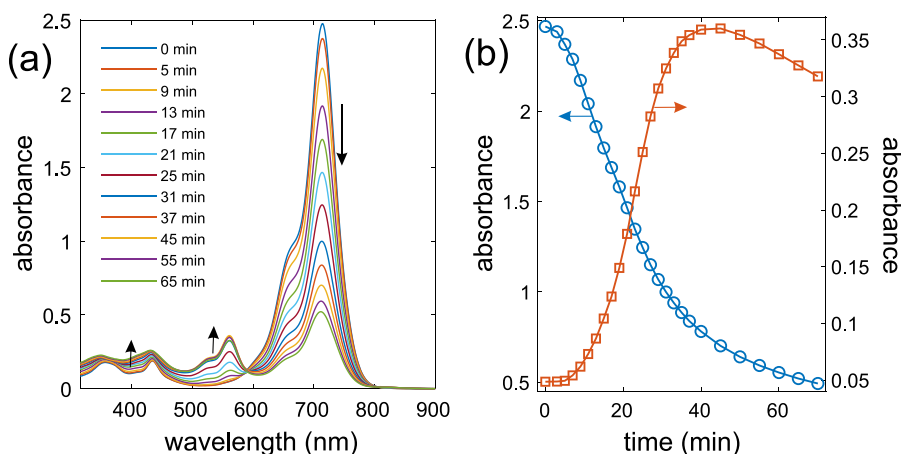 (a)
absorbance
2.5
2
1.5
1
0.5
0
0 min
5 min
9 min
13 min
17 min
21 min
25 min
31 min
37 min
45 min
55 min
65 min
400 500 600 700 800 900
wavelength (nm)
(b)
absorbance
2.5
2.0
1.5
1.0
0.5
0 20 40 60
time (min)
0.35
0.3
0.25
0.2
0.15
0.1
0.05
absorbance